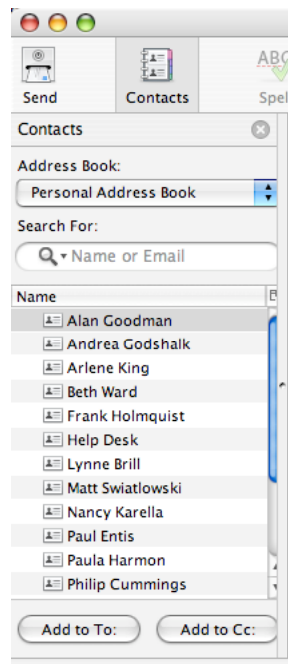 Send Contacts Spel
ABC
Contacts
Address Book:
Personal Address Book
Search For:
Name or Email
Name
Alan Goodman
Andrea Godshalk
Arlene King
Beth Ward
Frank Holmquist
Help Desk
Lynne Brill
Matt Swiatlowski
Nancy Karella
Paul Entis
Paula Harmon
Philip Cummings
Add to To: Add to Cc: